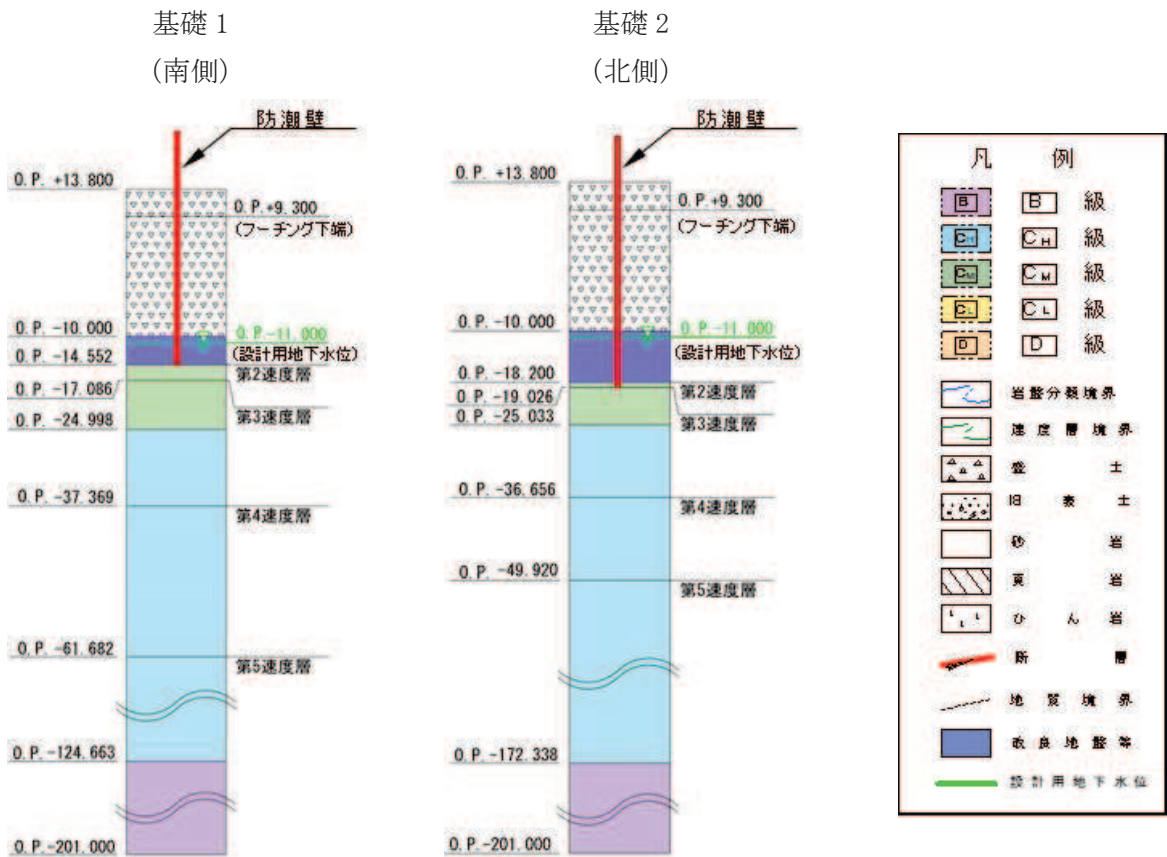 基礎 1
(南側)
防潮壁
O.P. +13.800
O.P.+9.300
(フーチング下端)
O.P. -10.000
O.P.-11.000
(設計用地下水位)
O.P. -14.552
第2速度層
O.P. -17.086
第3速度層
O.P. -24.998
O.P. -37.369
第4速度層
O.P. -61.682
第5速度層
O.P. -124.663
O.P. -201.000
基礎 2
(北側)
防潮壁
O.P. +13.800
O.P.+9.300
(フーチング下端)
O.P. -10.000
O.P.-11.000
(設計用地下水位)
O.P. -18.200
第2速度層
O.P. -19.026
O.P. -25.033
第3速度層
O.P. -36.656
第4速度層
O.P. -49.920
第5速度層
O.P. -172.338
O.P. -201.000
凡 例
B B 級
CH CH 級
CM CM 級
CL CL 級
D D 級
岩盤分類境界
速度層境界
盛土
旧表土
砂岩
頁岩
ひん岩
断層
地質境界
改良地盤等
設計用地下水位